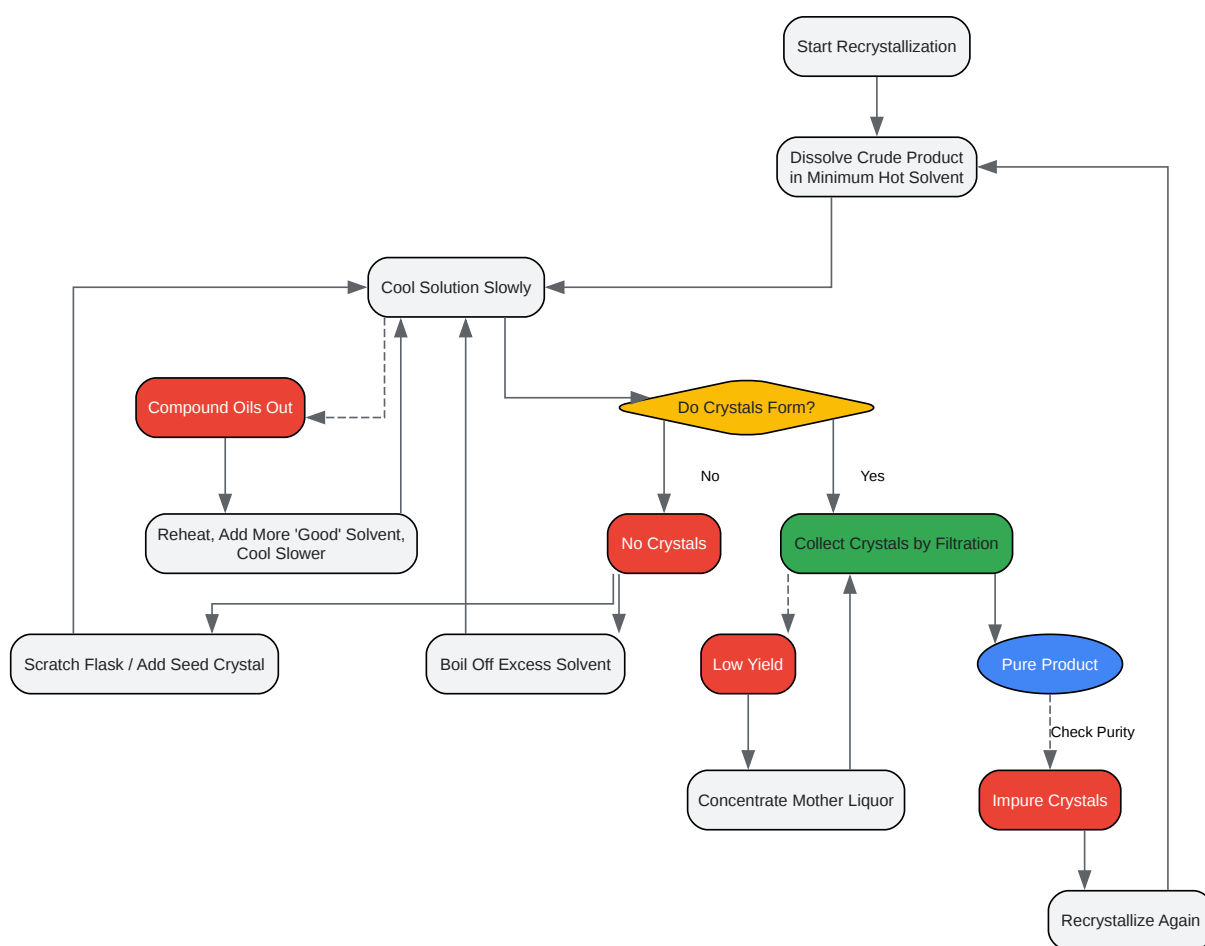 Start Recrystallization
Dissolve Crude Product
in Minimum Hot Solvent
Cool Solution Slowly
Compound Oils Out
Do Crystals Form?
No
Yes
Reheat, Add More 'Good' Solvent,
Cool Slower
No Crystals
Collect Crystals by Filtration
Scratch Flask / Add Seed Crystal
Boil Off Excess Solvent
Low Yield
Pure Product
Check Purity
Concentrate Mother Liquor
Impure Crystals
Recrystallize Again